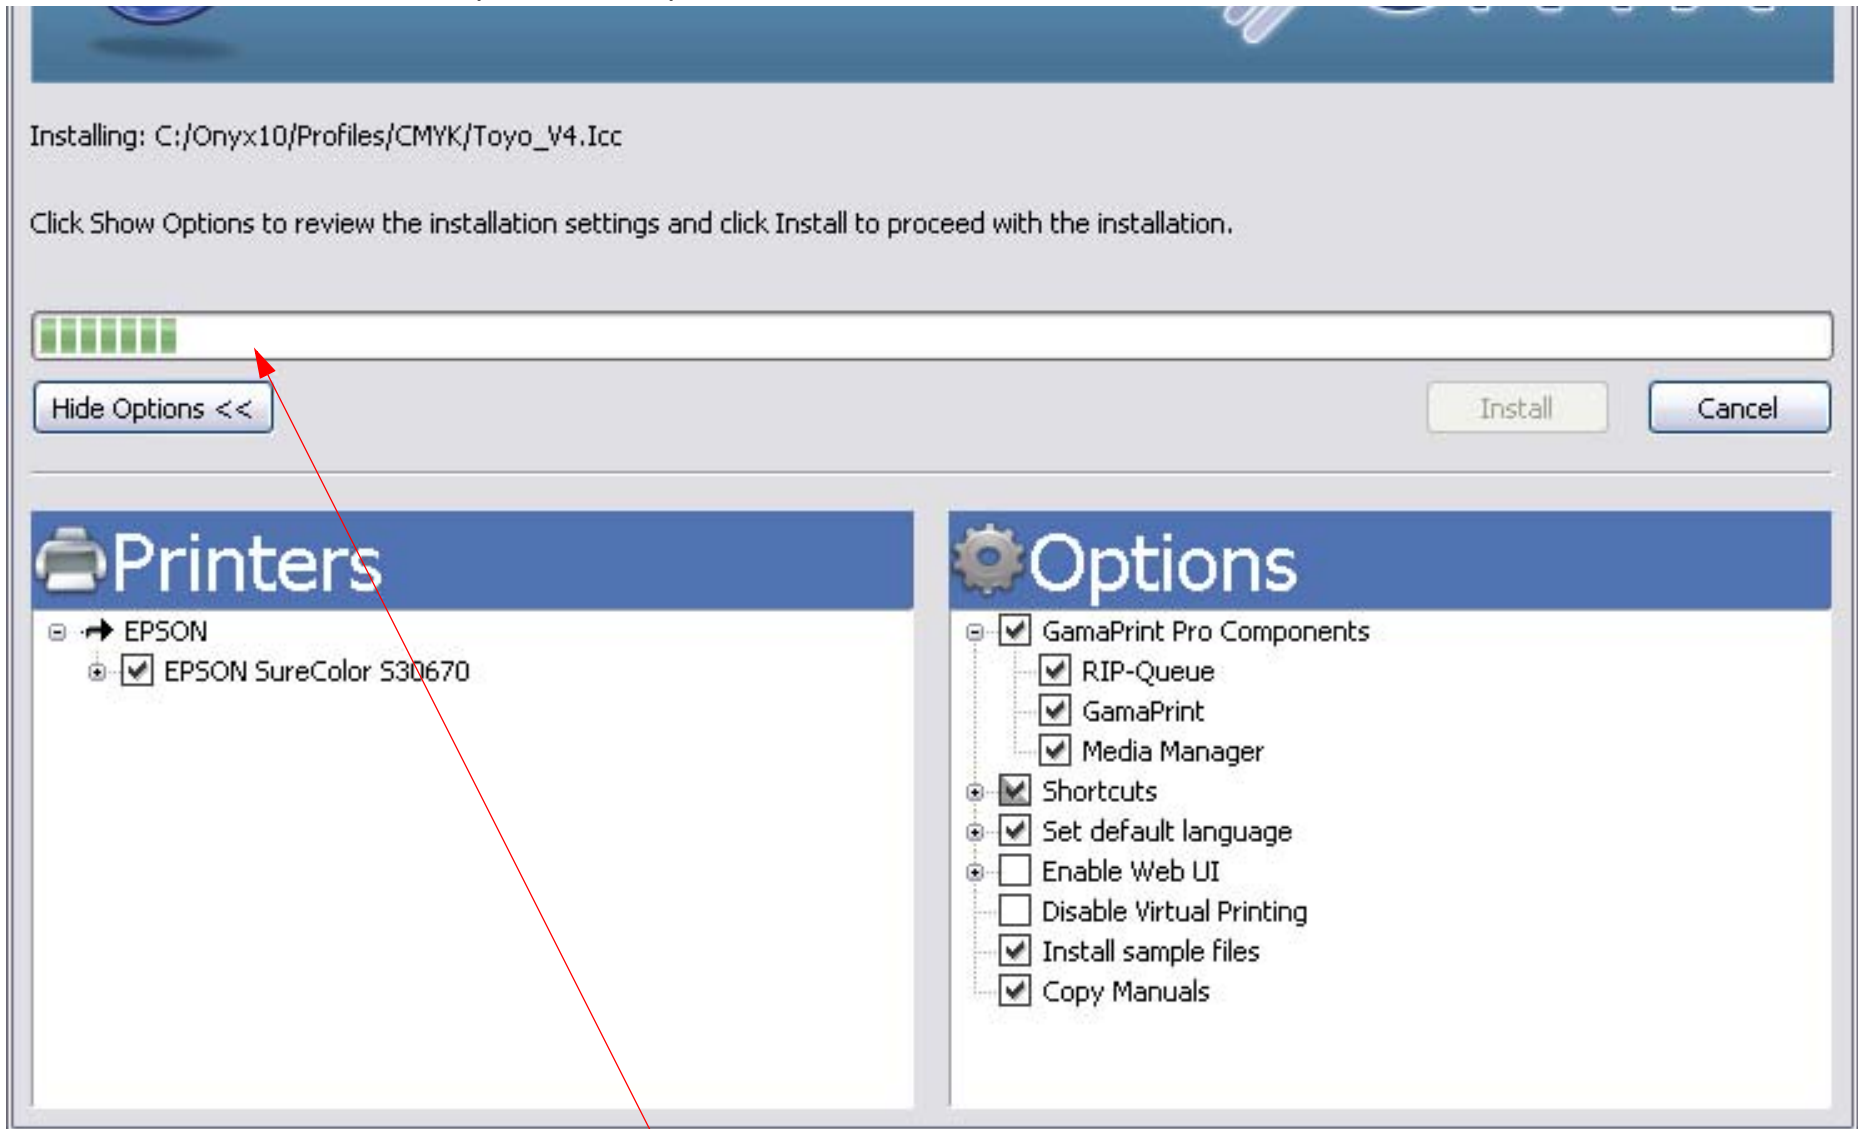 Installing: C:/Onyx10/Profiles/CMYK/Toyo_V4.Icc
Click Show Options to review the installation settings and click Install to proceed with the installation.
Hide Options <<
Install
Cancel
Printers
EPSON
EPSON SureColor S30670
Options
GamaPrint Pro Components
RIP-Queue
GamaPrint
Media Manager
Shortcuts
Set default language
Enable Web UI
Disable Virtual Printing
Install sample files
Copy Manuals